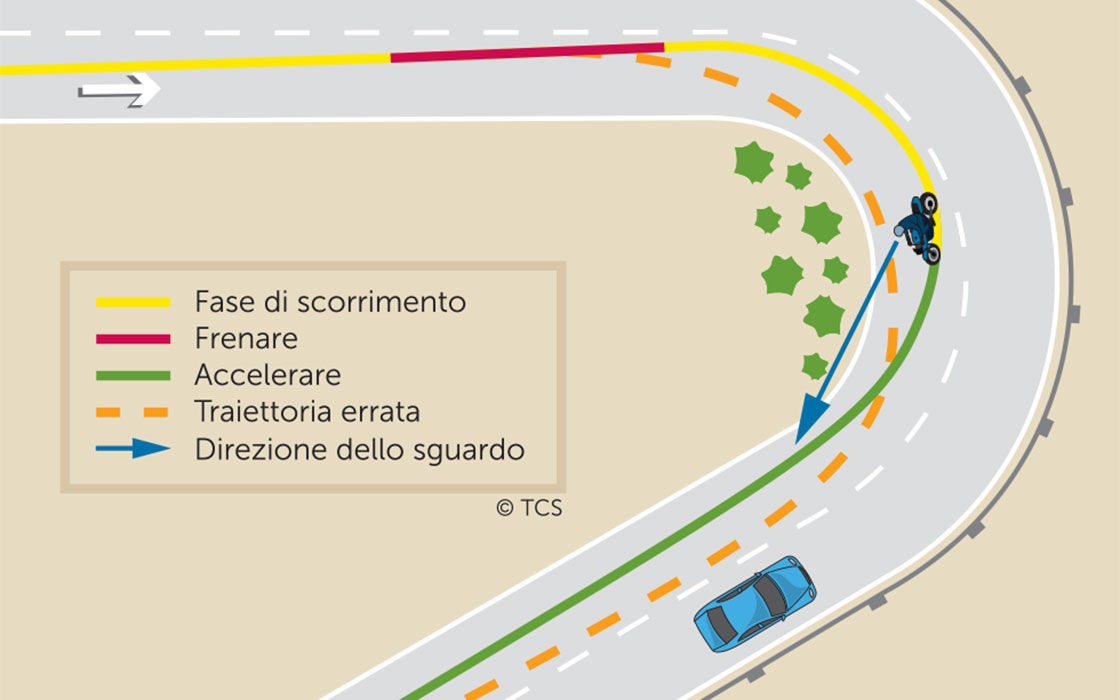 Fase di scorrimento
Frenare
Accelerare
Traiettoria errata
Direzione dello sguardo
© TCS